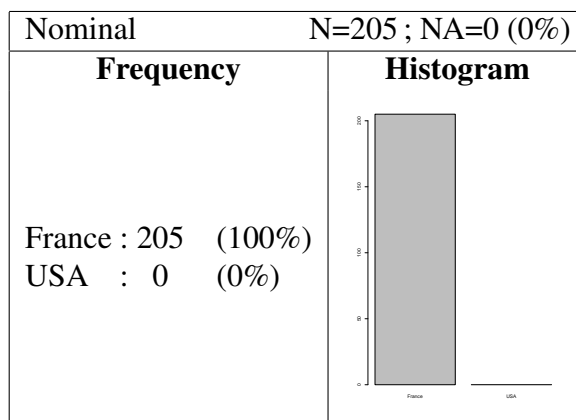 Nominal N=205 ; NA=0 (0%)
Frequency
Histogram
France : 205 (100%)
USA : 0 (0%)
200
150
100
50
0
France
USA